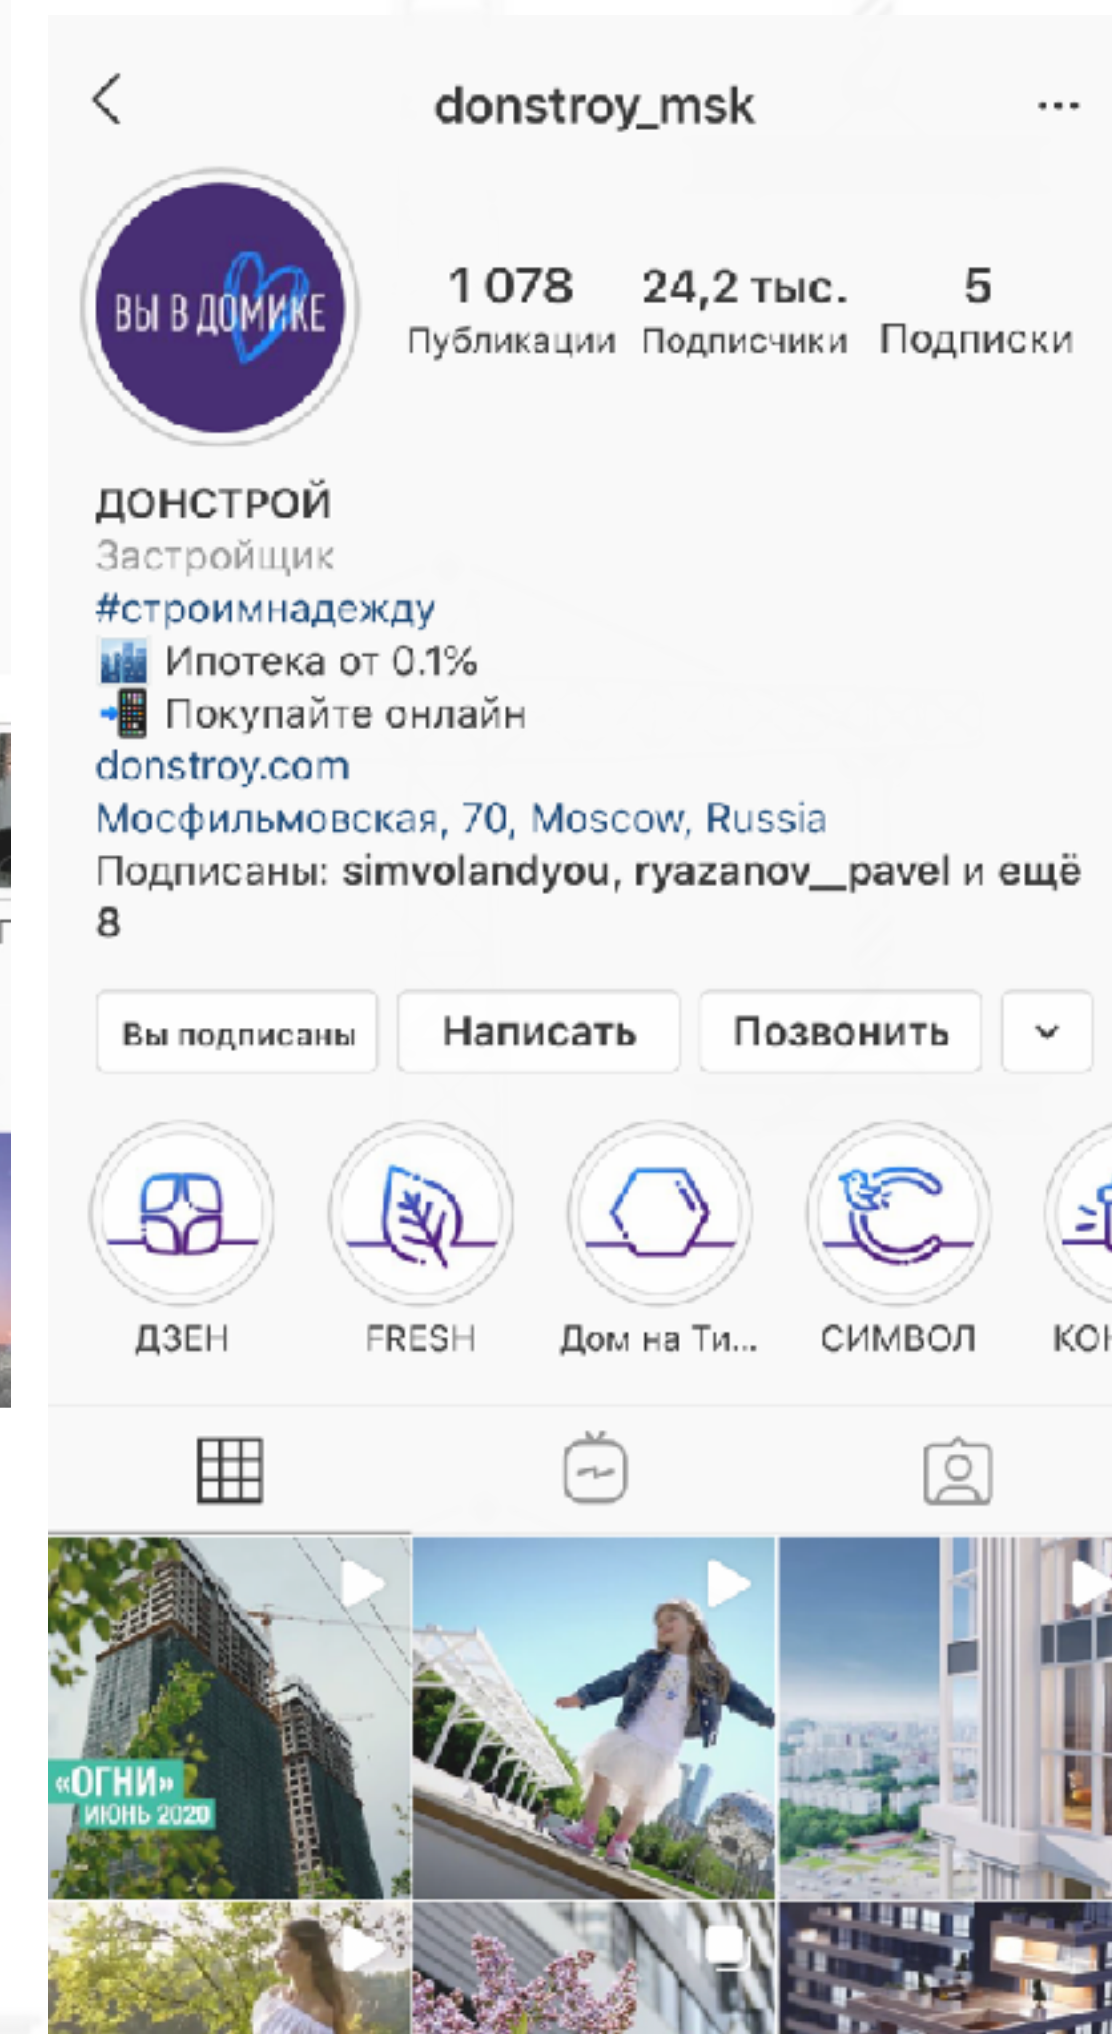 donstroy_msk
ВЫ В ДОМИКЕ
1 078
Публикации
24,2 тыс.
Подписчики
5
Подписки
ДОНСТРОЙ
Застройщик
#строимнадежду
Ипотека от 0.1%
Покупайте онлайн
donstroy.com
Мосфильмовская, 70, Moscow, Russia
Подписаны: simvolandyou, ryazanov__pavel и ещё
8
Вы подписаны
Написать
Позвонить
ДЗЕН
FRESH
Дом на Ти...
СИМВОЛ
«ОГНИ»
ИЮНЬ 2020